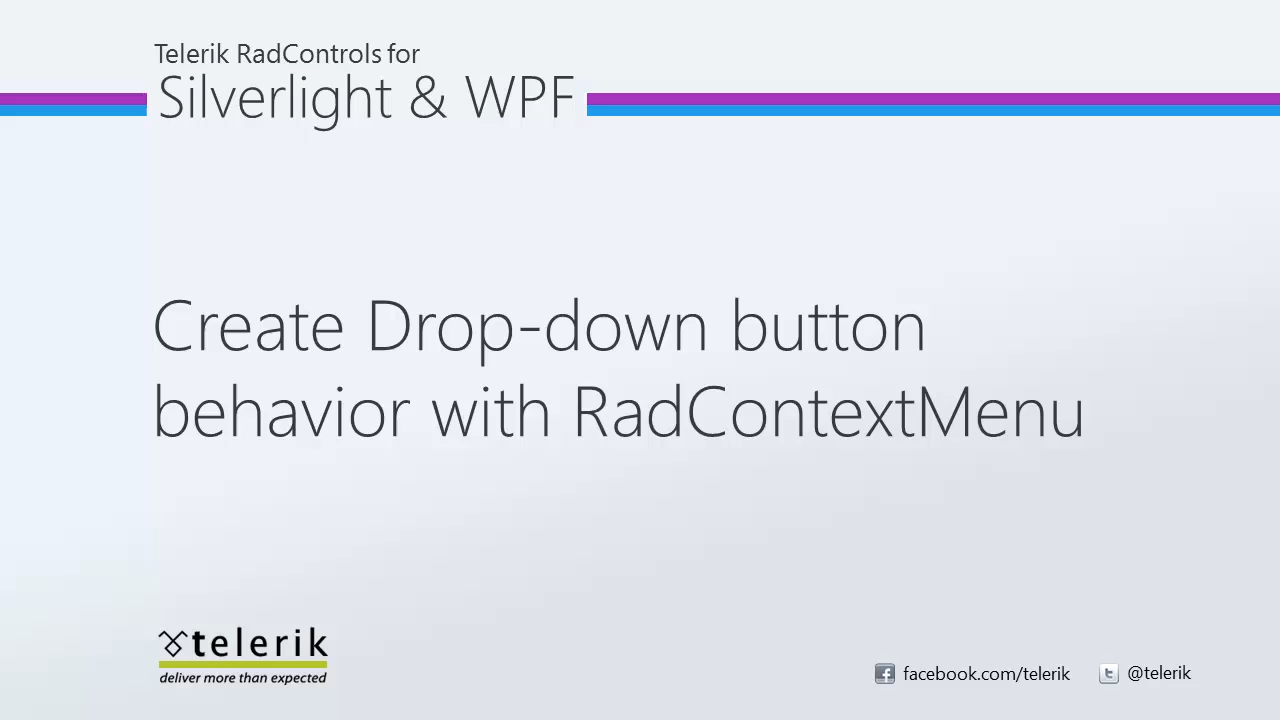 Telerik RadControls for
Silverlight & WPF
Create Drop-down button
behavior with RadContextMenu
telerik
deliver more than expected
facebook.com/telerik
@telerik